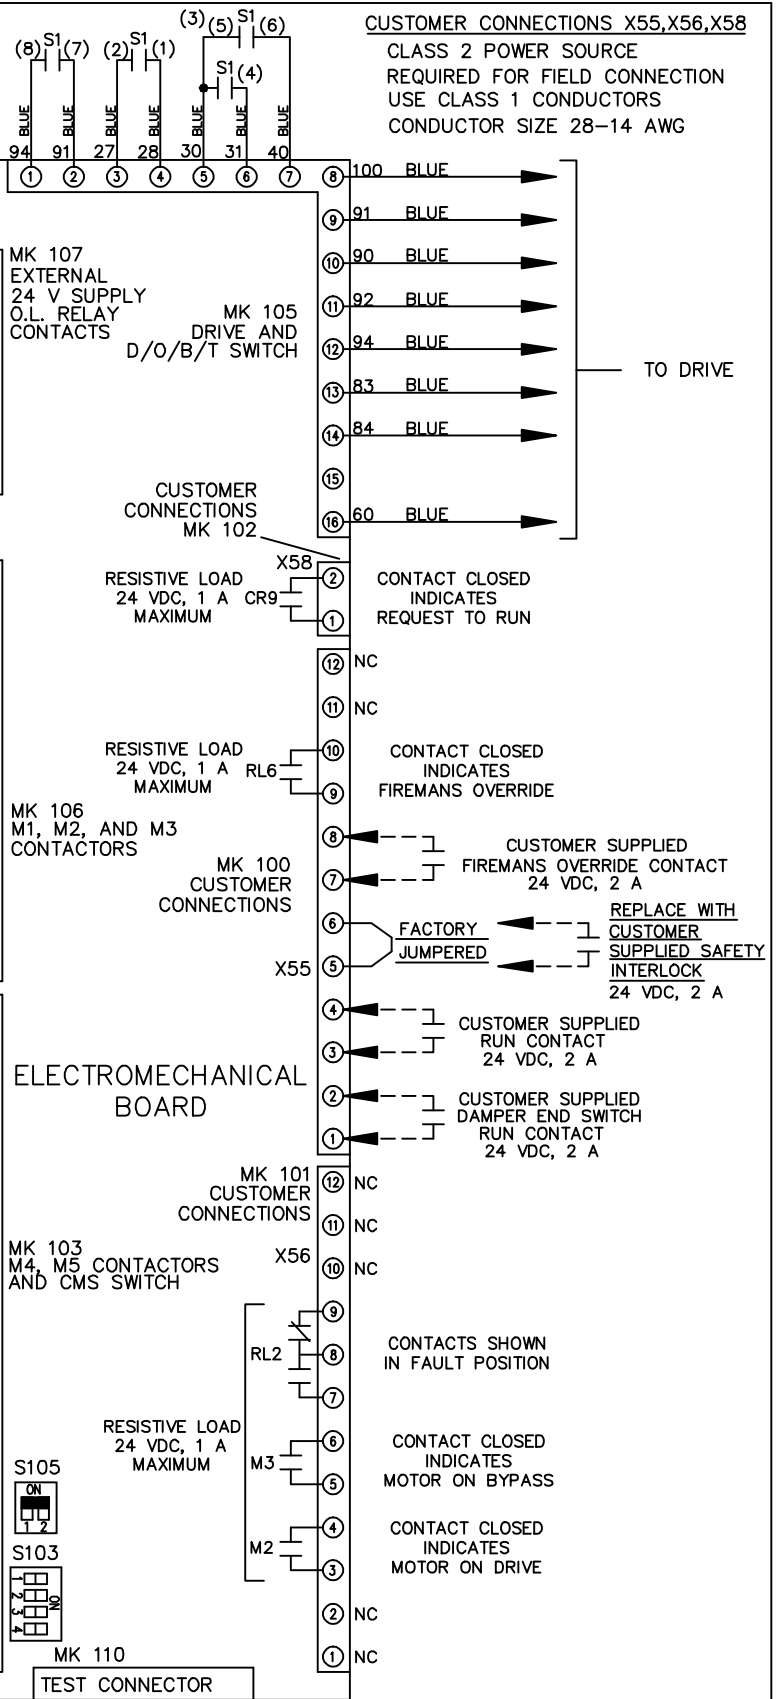 CUSTOMER CONNECTIONS X55,X56,X58
CLASS 2 POWER SOURCE
REQUIRED FOR FIELD CONNECTION
USE CLASS 1 CONDUCTORS
CONDUCTOR SIZE 28-14 AWG
(8) S1 (7)
(2) S1 (1)
(3) (5) S1 (6)
S1 (4)
BLUE BLUE BLUE BLUE BLUE BLUE BLUE
94 91 27 28 30 31 40
1 2 3 4 5 6 7
8 100 BLUE
9 91 BLUE
10 90 BLUE
11 92 BLUE
12 94 BLUE
13 83 BLUE
14 84 BLUE
15
16 60 BLUE
TO DRIVE
MK 107
EXTERNAL
24 V SUPPLY
O.L. RELAY
CONTACTS
MK 105
DRIVE AND
D/O/B/T SWITCH
CUSTOMER
CONNECTIONS
MK 102
X58
2
1
RESISTIVE LOAD
24 VDC, 1 A
MAXIMUM
CR9
CONTACT CLOSED
INDICATES
REQUEST TO RUN
12 NC
11 NC
10
9
RESISTIVE LOAD
24 VDC, 1 A
MAXIMUM
RL6
CONTACT CLOSED
INDICATES
FIREMANS OVERRIDE
MK 106
M1, M2, AND M3
CONTACTORS
MK 100
CUSTOMER
CONNECTIONS
8
7
CUSTOMER SUPPLIED
FIREMANS OVERRIDE CONTACT
24 VDC, 2 A
6
5
X55
FACTORY
JUMPERED
REPLACE WITH
CUSTOMER
SUPPLIED SAFETY
INTERLOCK
24 VDC, 2 A
4
3
CUSTOMER SUPPLIED
RUN CONTACT
24 VDC, 2 A
2
1
CUSTOMER SUPPLIED
DAMPER END SWITCH
RUN CONTACT
24 VDC, 2 A
ELECTROMECHANICAL
BOARD
MK 101
CUSTOMER
CONNECTIONS
X56
12 NC
11 NC
10 NC
MK 103
M4, M5 CONTACTORS
AND CMS SWITCH
9
8
7
RL2
CONTACTS SHOWN
IN FAULT POSITION
RESISTIVE LOAD
24 VDC, 1 A
MAXIMUM
6
5
M3
CONTACT CLOSED
INDICATES
MOTOR ON BYPASS
4
3
M2
CONTACT CLOSED
INDICATES
MOTOR ON DRIVE
2 NC
1 NC
S105
ON
1 2
S103
1
2
3
4
ON
MK 110
TEST CONNECTOR